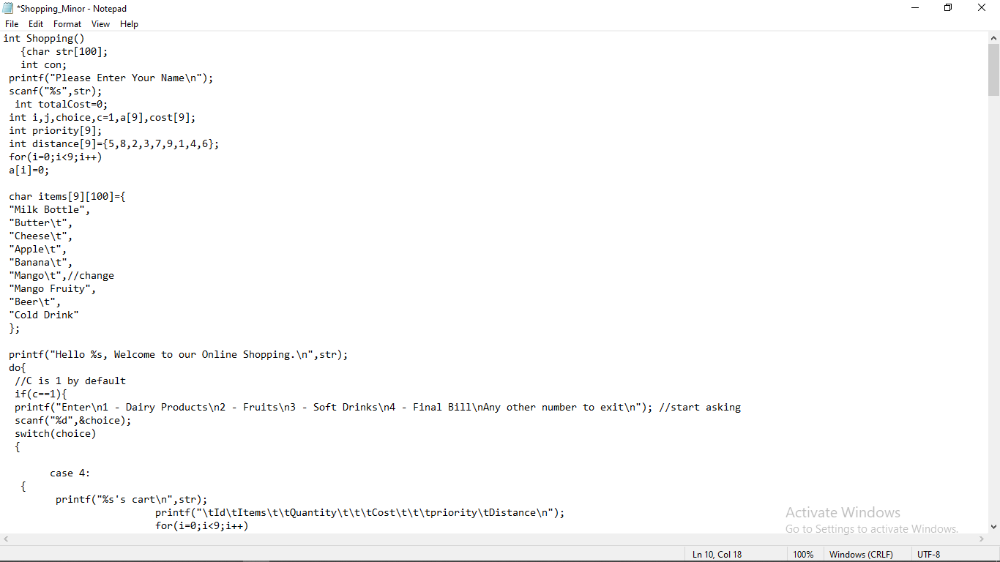 *Shopping_Minor - Notepad
File Edit Format View Help
int Shopping()
{char str[100];
int con;
printf("Please Enter Your Name\n");
scanf("%s",str);
int totalCost=0;
int i,j,choice,c=1,a[9],cost[9];
int priority[9];
int distance[9]={5,8,2,3,7,9,1,4,6};
for(i=0;i<9;i++)
a[i]=0;
char items[9][100]={
"Milk Bottle",
"Butter\t",
"Cheese\t",
"Apple\t",
"Banana\t",
"Mango\t",//change
"Mango Fruity",
"Beer\t",
"Cold Drink"
};
printf("Hello %s, Welcome to our Online Shopping.\n",str);
do{
//C is 1 by default
if(c==1){
printf("Enter\n1 - Dairy Products\n2 - Fruits\n3 - Soft Drinks\n4 - Final Bill\nAny other number to exit\n"); //start asking
scanf("%d",&choice);
switch(choice)
{
case 4:
{
printf("%s's cart\n",str);
printf("\tId\tItems\t\tQuantity\t\t\tCost\t\t\tpriority\tDistance\n");
for(i=0;i<9;i++)
Activate Windows
Go to Settings to activate Windows.
Ln 10, Col 18 100% Windows (CRLF) UTF-8